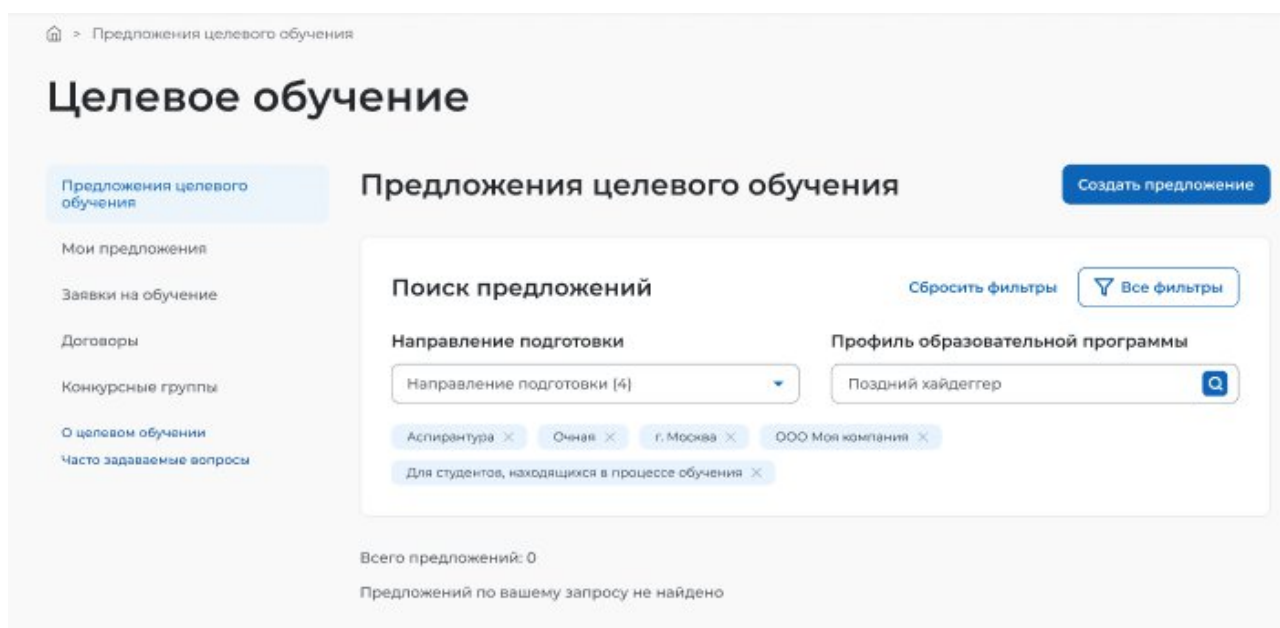 > Предложения целевого обучения
Целевое обучение
Предложения целевого
обучения
Мои предложения
Заявки на обучение
Договоры
Конкурсные группы
О целевом обучении
Часто задаваемые вопросы
Предложения целевого обучения
Создать предложение
Поиск предложений
Сбросить фильтры
Все фильтры
Направление подготовки
Профиль образовательной программы
Направление подготовки (4)
Поздний хайдеггер
Аспирантура × Очная × г. Москва × ООО Моя компания ×
Для студентов, находящихся в процессе обучения ×
Всего предложений: 0
Предложений по вашему запросу не найдено